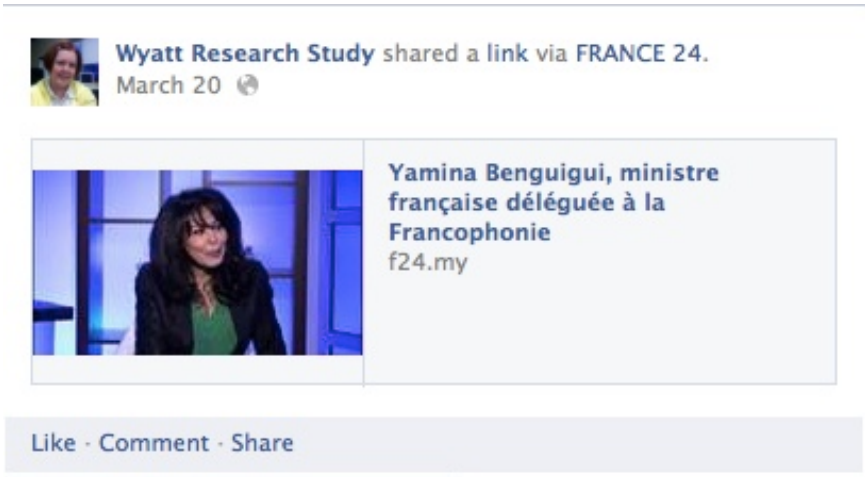 Wyatt Research Study shared a link via FRANCE 24.
March 20
Yamina Benguigui, ministre
française déléguée à la
Francophonie
f24.my
Like · Comment · Share